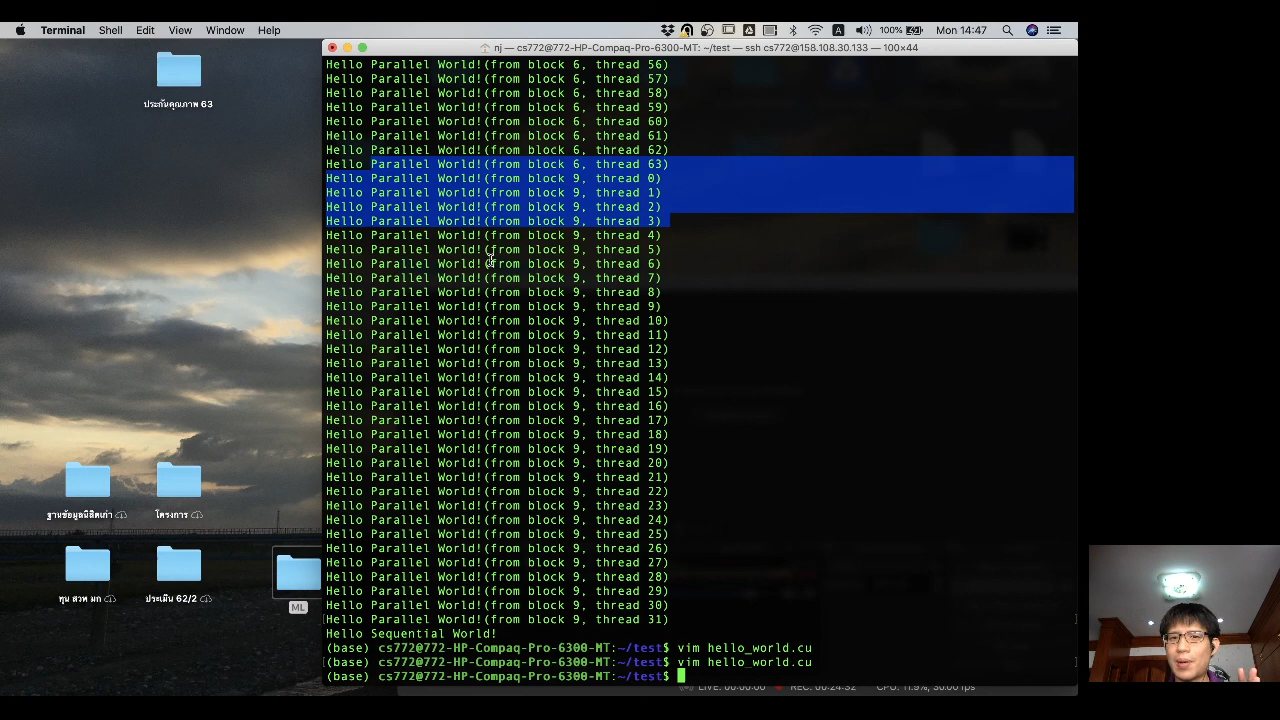 Terminal Shell Edit View Window Help
A 100% Mon 14:47
nj — cs772@772-HP-Compaq-Pro-6300-MT: ~/test — ssh cs772@158.108.30.133 — 100×44
Hello Parallel World!(from block 6, thread 56)
Hello Parallel World!(from block 6, thread 57)
Hello Parallel World!(from block 6, thread 58)
Hello Parallel World!(from block 6, thread 59)
Hello Parallel World!(from block 6, thread 60)
Hello Parallel World!(from block 6, thread 61)
Hello Parallel World!(from block 6, thread 62)
Hello Parallel World!(from block 6, thread 63)
Hello Parallel World!(from block 9, thread 0)
Hello Parallel World!(from block 9, thread 1)
Hello Parallel World!(from block 9, thread 2)
Hello Parallel World!(from block 9, thread 3)
Hello Parallel World!(from block 9, thread 4)
Hello Parallel World!(from block 9, thread 5)
Hello Parallel World!(from block 9, thread 6)
Hello Parallel World!(from block 9, thread 7)
Hello Parallel World!(from block 9, thread 8)
Hello Parallel World!(from block 9, thread 9)
Hello Parallel World!(from block 9, thread 10)
Hello Parallel World!(from block 9, thread 11)
Hello Parallel World!(from block 9, thread 12)
Hello Parallel World!(from block 9, thread 13)
Hello Parallel World!(from block 9, thread 14)
Hello Parallel World!(from block 9, thread 15)
Hello Parallel World!(from block 9, thread 16)
Hello Parallel World!(from block 9, thread 17)
Hello Parallel World!(from block 9, thread 18)
Hello Parallel World!(from block 9, thread 19)
Hello Parallel World!(from block 9, thread 20)
Hello Parallel World!(from block 9, thread 21)
Hello Parallel World!(from block 9, thread 22)
Hello Parallel World!(from block 9, thread 23)
Hello Parallel World!(from block 9, thread 24)
Hello Parallel World!(from block 9, thread 25)
Hello Parallel World!(from block 9, thread 26)
Hello Parallel World!(from block 9, thread 27)
Hello Parallel World!(from block 9, thread 28)
Hello Parallel World!(from block 9, thread 29)
Hello Parallel World!(from block 9, thread 30)
Hello Parallel World!(from block 9, thread 31)
Hello Sequential World!
(base) cs772@772-HP-Compaq-Pro-6300-MT:~/test$ vim hello_world.cu
(base) cs772@772-HP-Compaq-Pro-6300-MT:~/test$ vim hello_world.cu
(base) cs772@772-HP-Compaq-Pro-6300-MT:~/test$
ประกันคุณภาพ 63
ฐานข้อมูลนิสิตเก่า
โครงการ
ทุน สวท มก
ประเมิน 62/2
ML